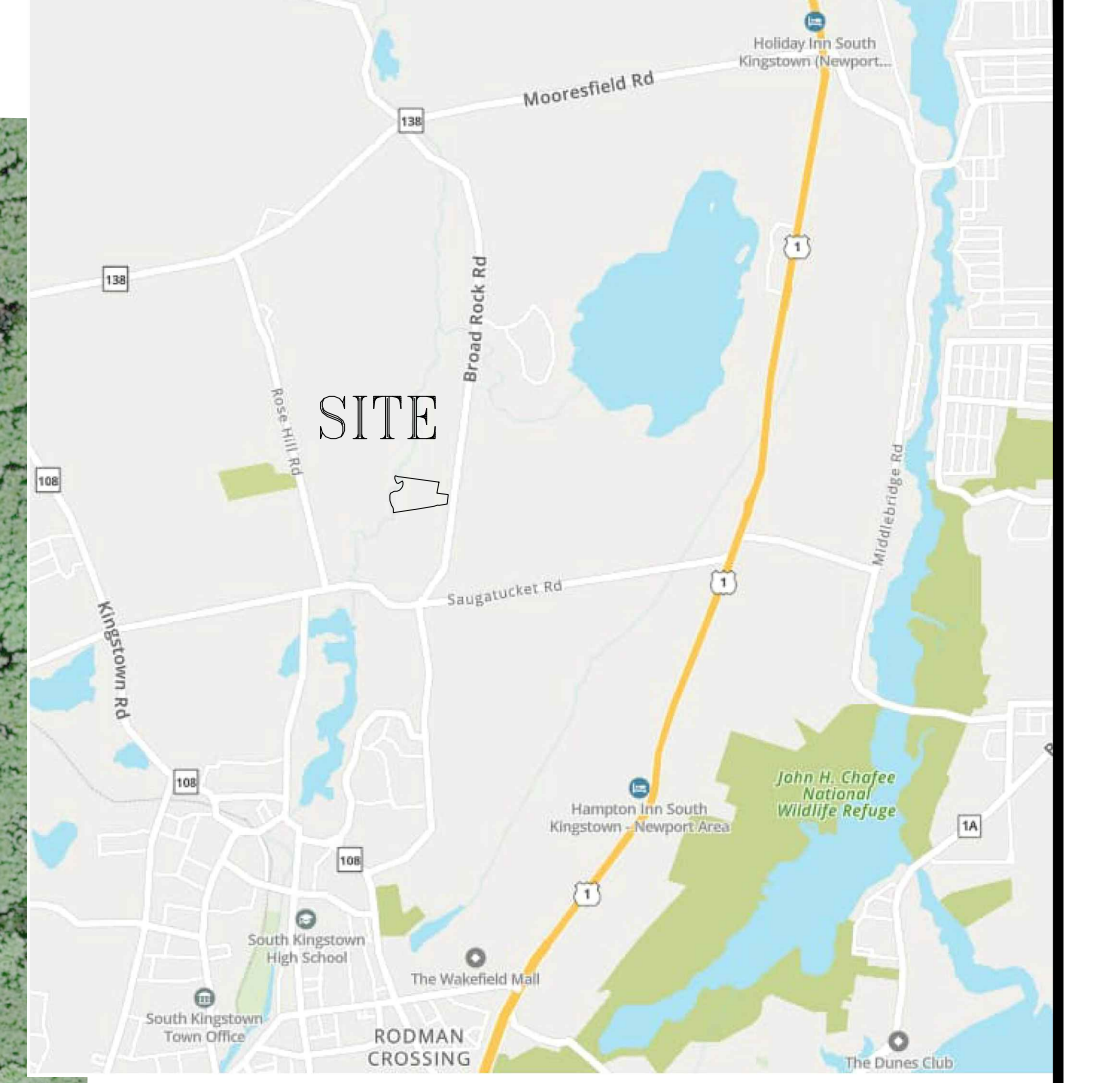 Holiday Inn South
Kingstown (Newport...
Mooresfield Rd
138
1
138
Broad Rock Rd
Rose Hill Rd
SITE
108
Middlebridge Rd
1
Saugatucket Rd
Kingstown Rd
108
John H. Chafee
National
Wildlife Refuge
Hampton Inn South
Kingstown - Newport Area
1A
108
1
South Kingstown
High School
The Wakefield Mall
South Kingstown
Town Office
RODMAN
CROSSING
The Dunes Club